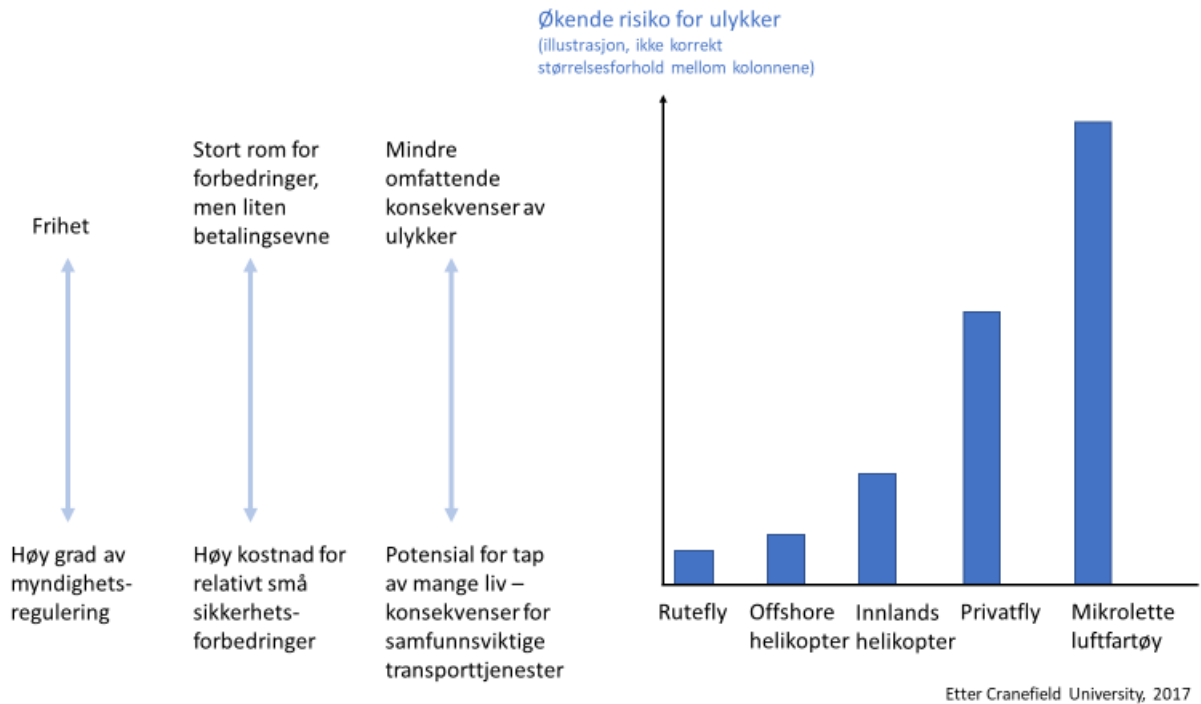 Økende risiko for ulykker
(illustrasjon, ikke korrekt
størrelsesforhold mellom kolonnene)
Frihet
Stort rom for
forbedringer,
men liten
betalingsevne
Mindre
omfattende
konsekvenser av
ulykker
Høy grad av
myndighets-
regulering
Høy kostnad for
relativt små
sikkerhets-
forbedringer
Potensial for tap
av mange liv –
konsekvenser for
samfunnsviktige
transporttjenester
Rutefly
Offshore
helikopter
Innlands
helikopter
Privatfly
Mikrolette
luftfartøy
Etter Cranefield University, 2017